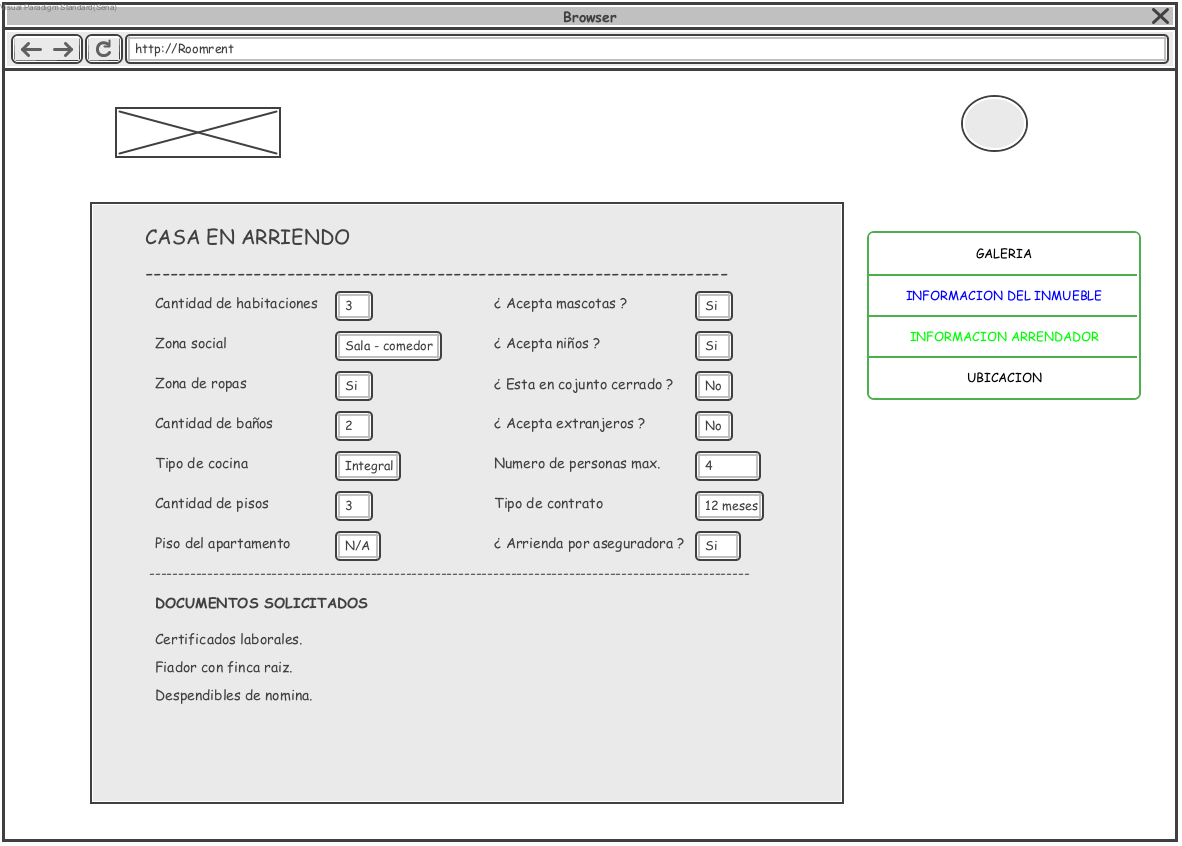 Visual Paradigm Standard(Sena)
Browser
http://Roomrent
CASA EN ARRIENDO
Cantidad de habitaciones 3 ¿ Acepta mascotas ? Si
Zona social Sala - comedor ¿ Acepta niños ? Si
Zona de ropas Si ¿ Esta en cojunto cerrado ? No
Cantidad de baños 2 ¿ Acepta extranjeros ? No
Tipo de cocina Integral Numero de personas max. 4
Cantidad de pisos 3 Tipo de contrato 12 meses
Piso del apartamento N/A ¿ Arrienda por aseguradora ? Si
DOCUMENTOS SOLICITADOS
Certificados laborales.
Fiador con finca raiz.
Despendibles de nomina.
GALERIA
INFORMACION DEL INMUEBLE
INFORMACION ARRENDADOR
UBICACION